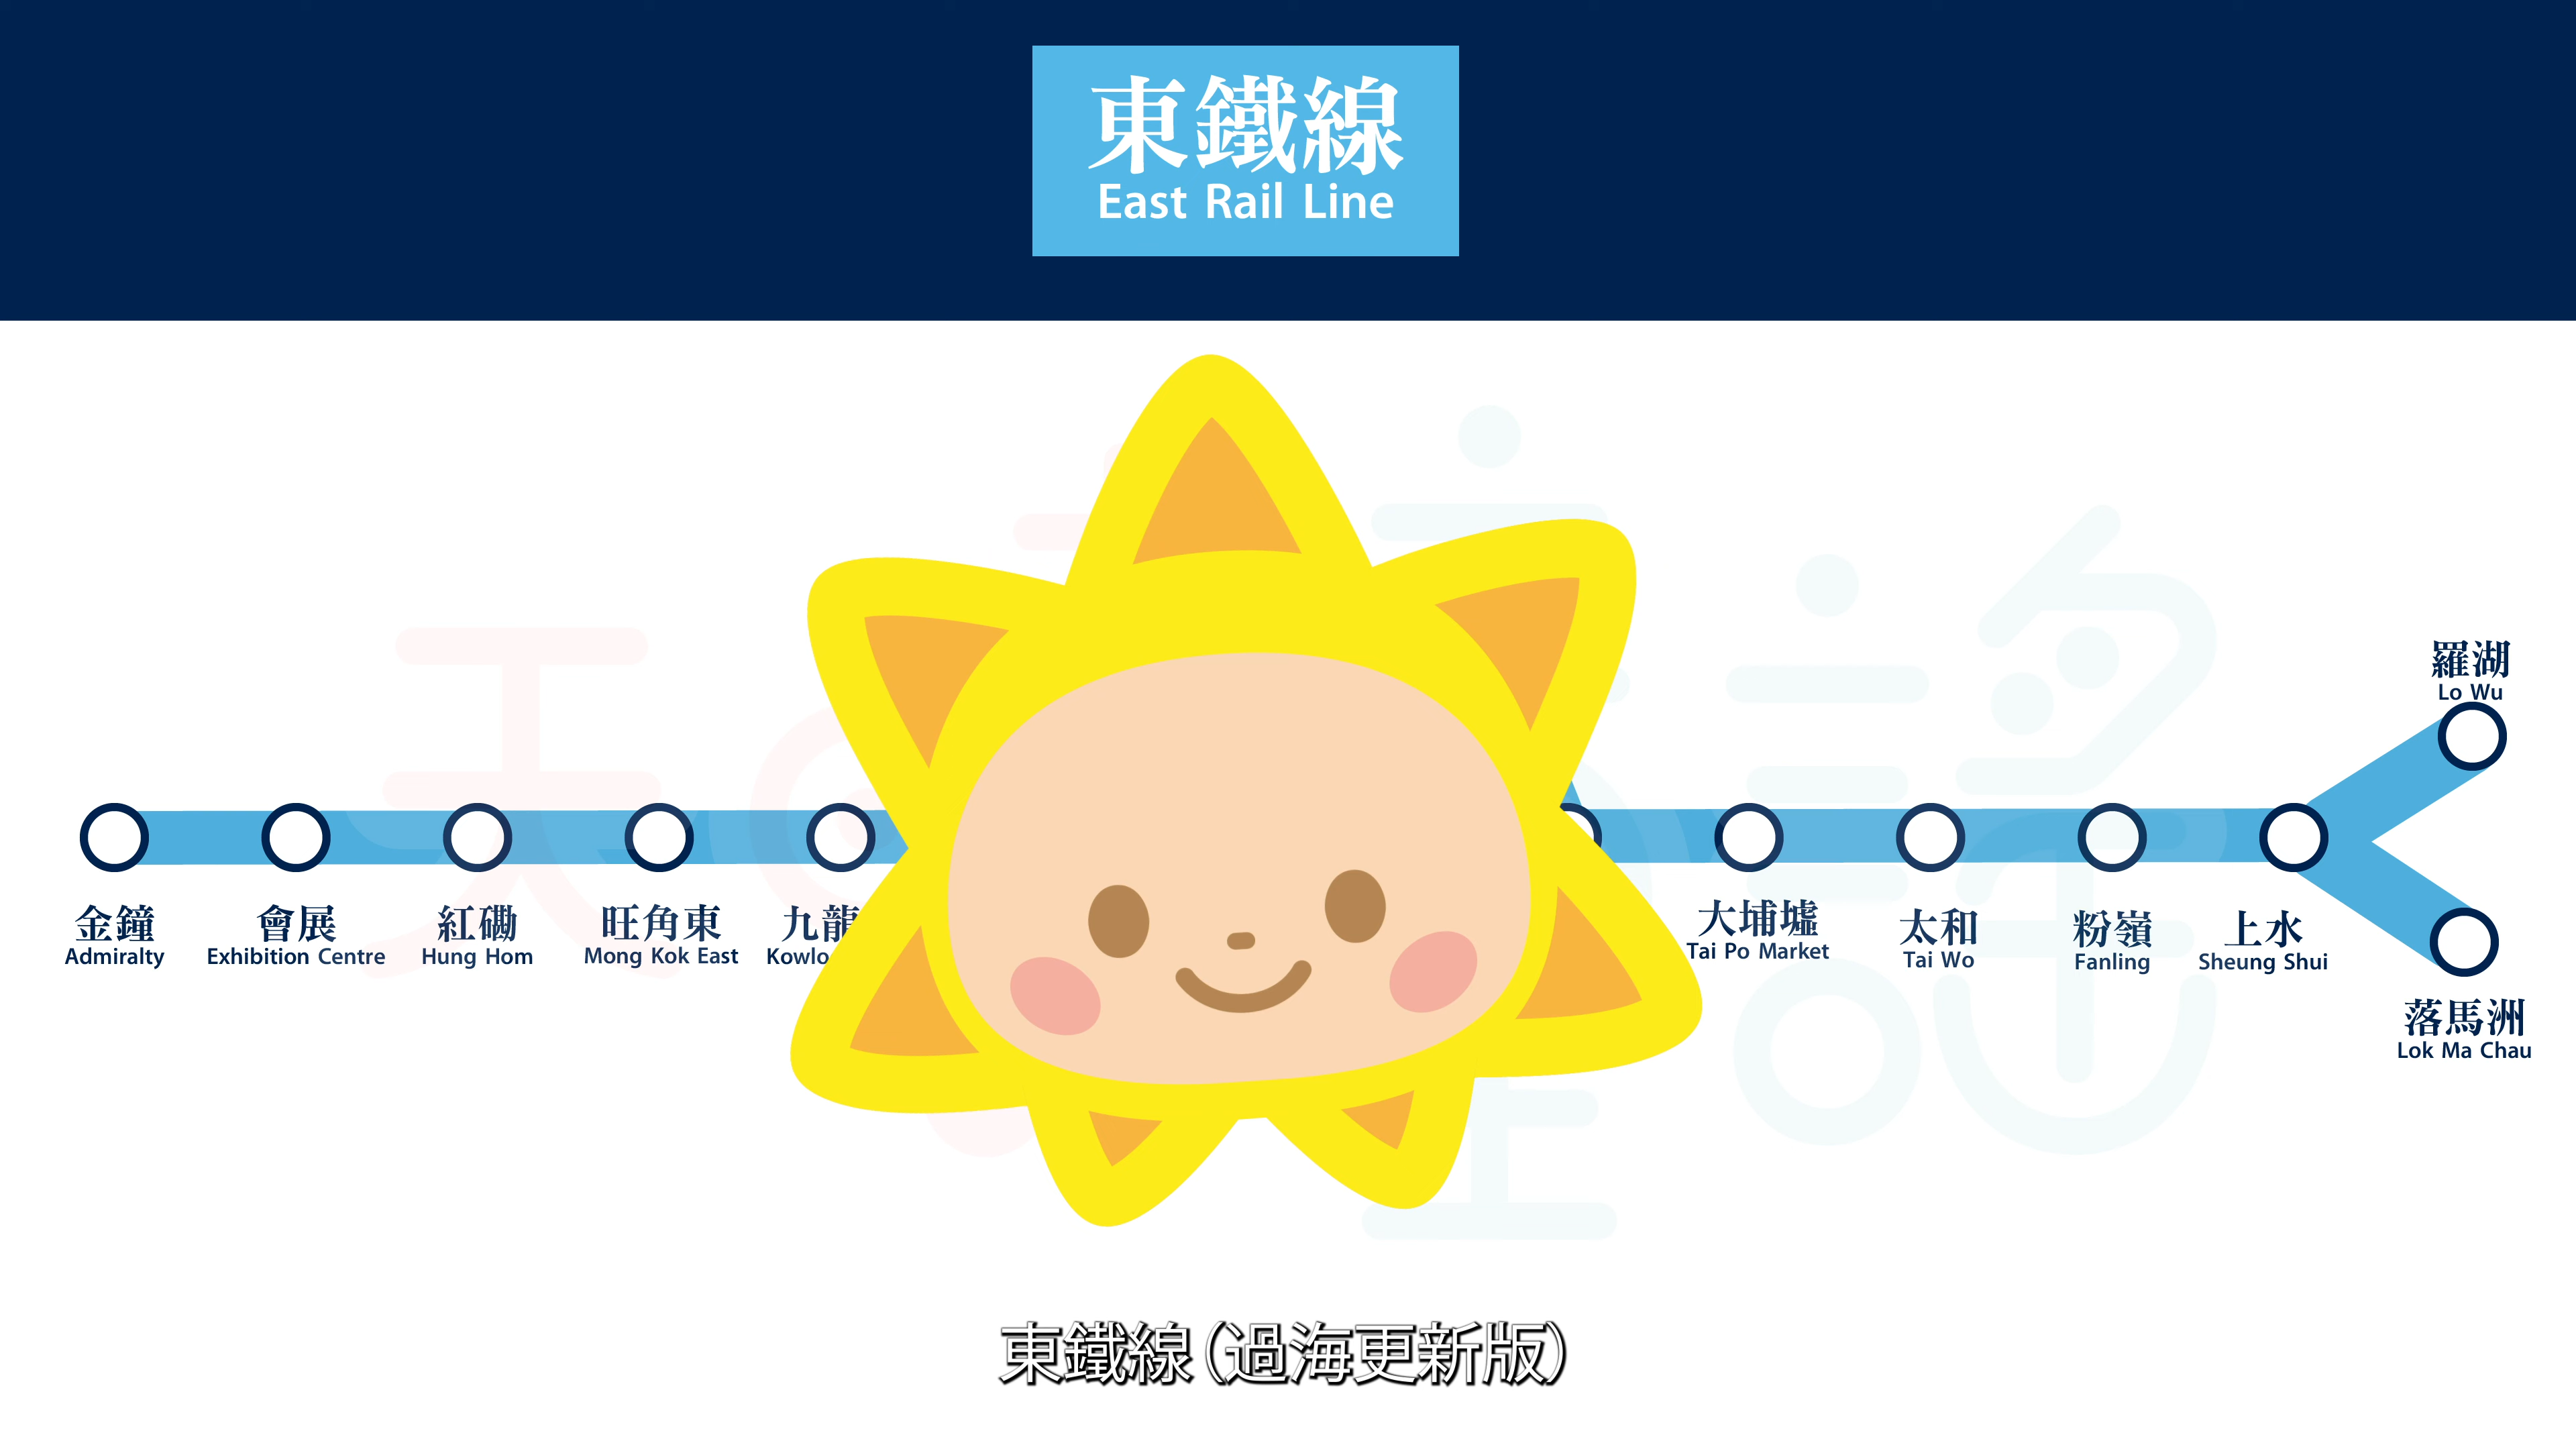 東鐵線
East Rail Line
羅湖
Lo Wu
金鐘
Admiralty
會展
Exhibition Centre
紅磡
Hung Hom
旺角東
Mong Kok East
九龍
Kowlo
大埔墟
Tai Po Market
太和
Tai Wo
粉嶺
Fanling
上水
Sheung Shui
落馬洲
Lok Ma Chau
東鐵線（過海更新版）